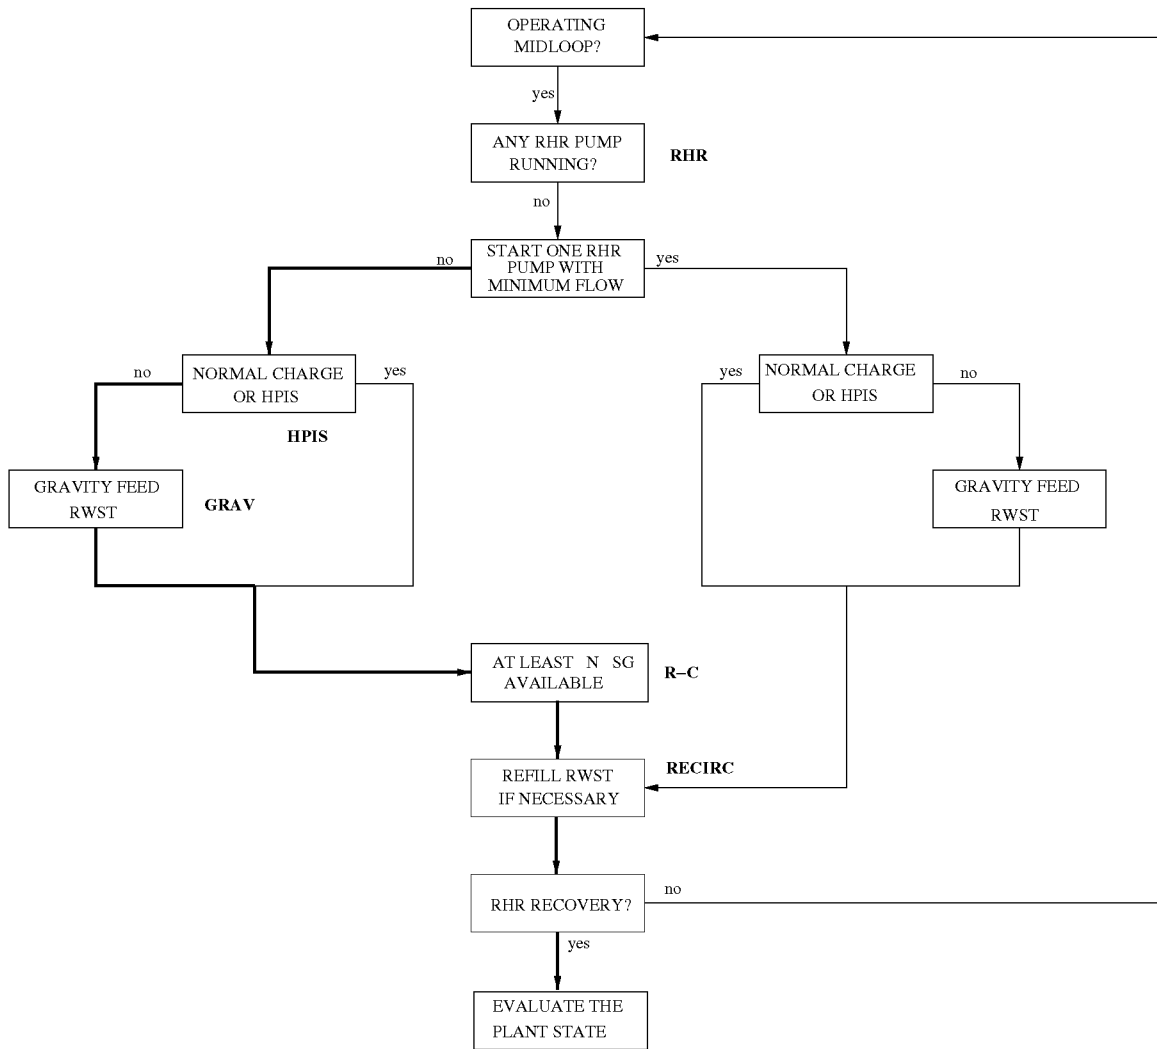 OPERATING
MIDLOOP?
yes
ANY RHR PUMP
RUNNING?
RHR
no
START ONE RHR
PUMP WITH
MINIMUM FLOW
no
yes
NORMAL CHARGE
OR HPIS
no
yes
HPIS
NORMAL CHARGE
OR HPIS
yes
no
GRAVITY FEED
RWST
GRAV
GRAVITY FEED
RWST
AT LEAST N SG
AVAILABLE
R–C
REFILL RWST
IF NECESSARY
RECIRC
RHR RECOVERY?
no
yes
EVALUATE THE
PLANT STATE